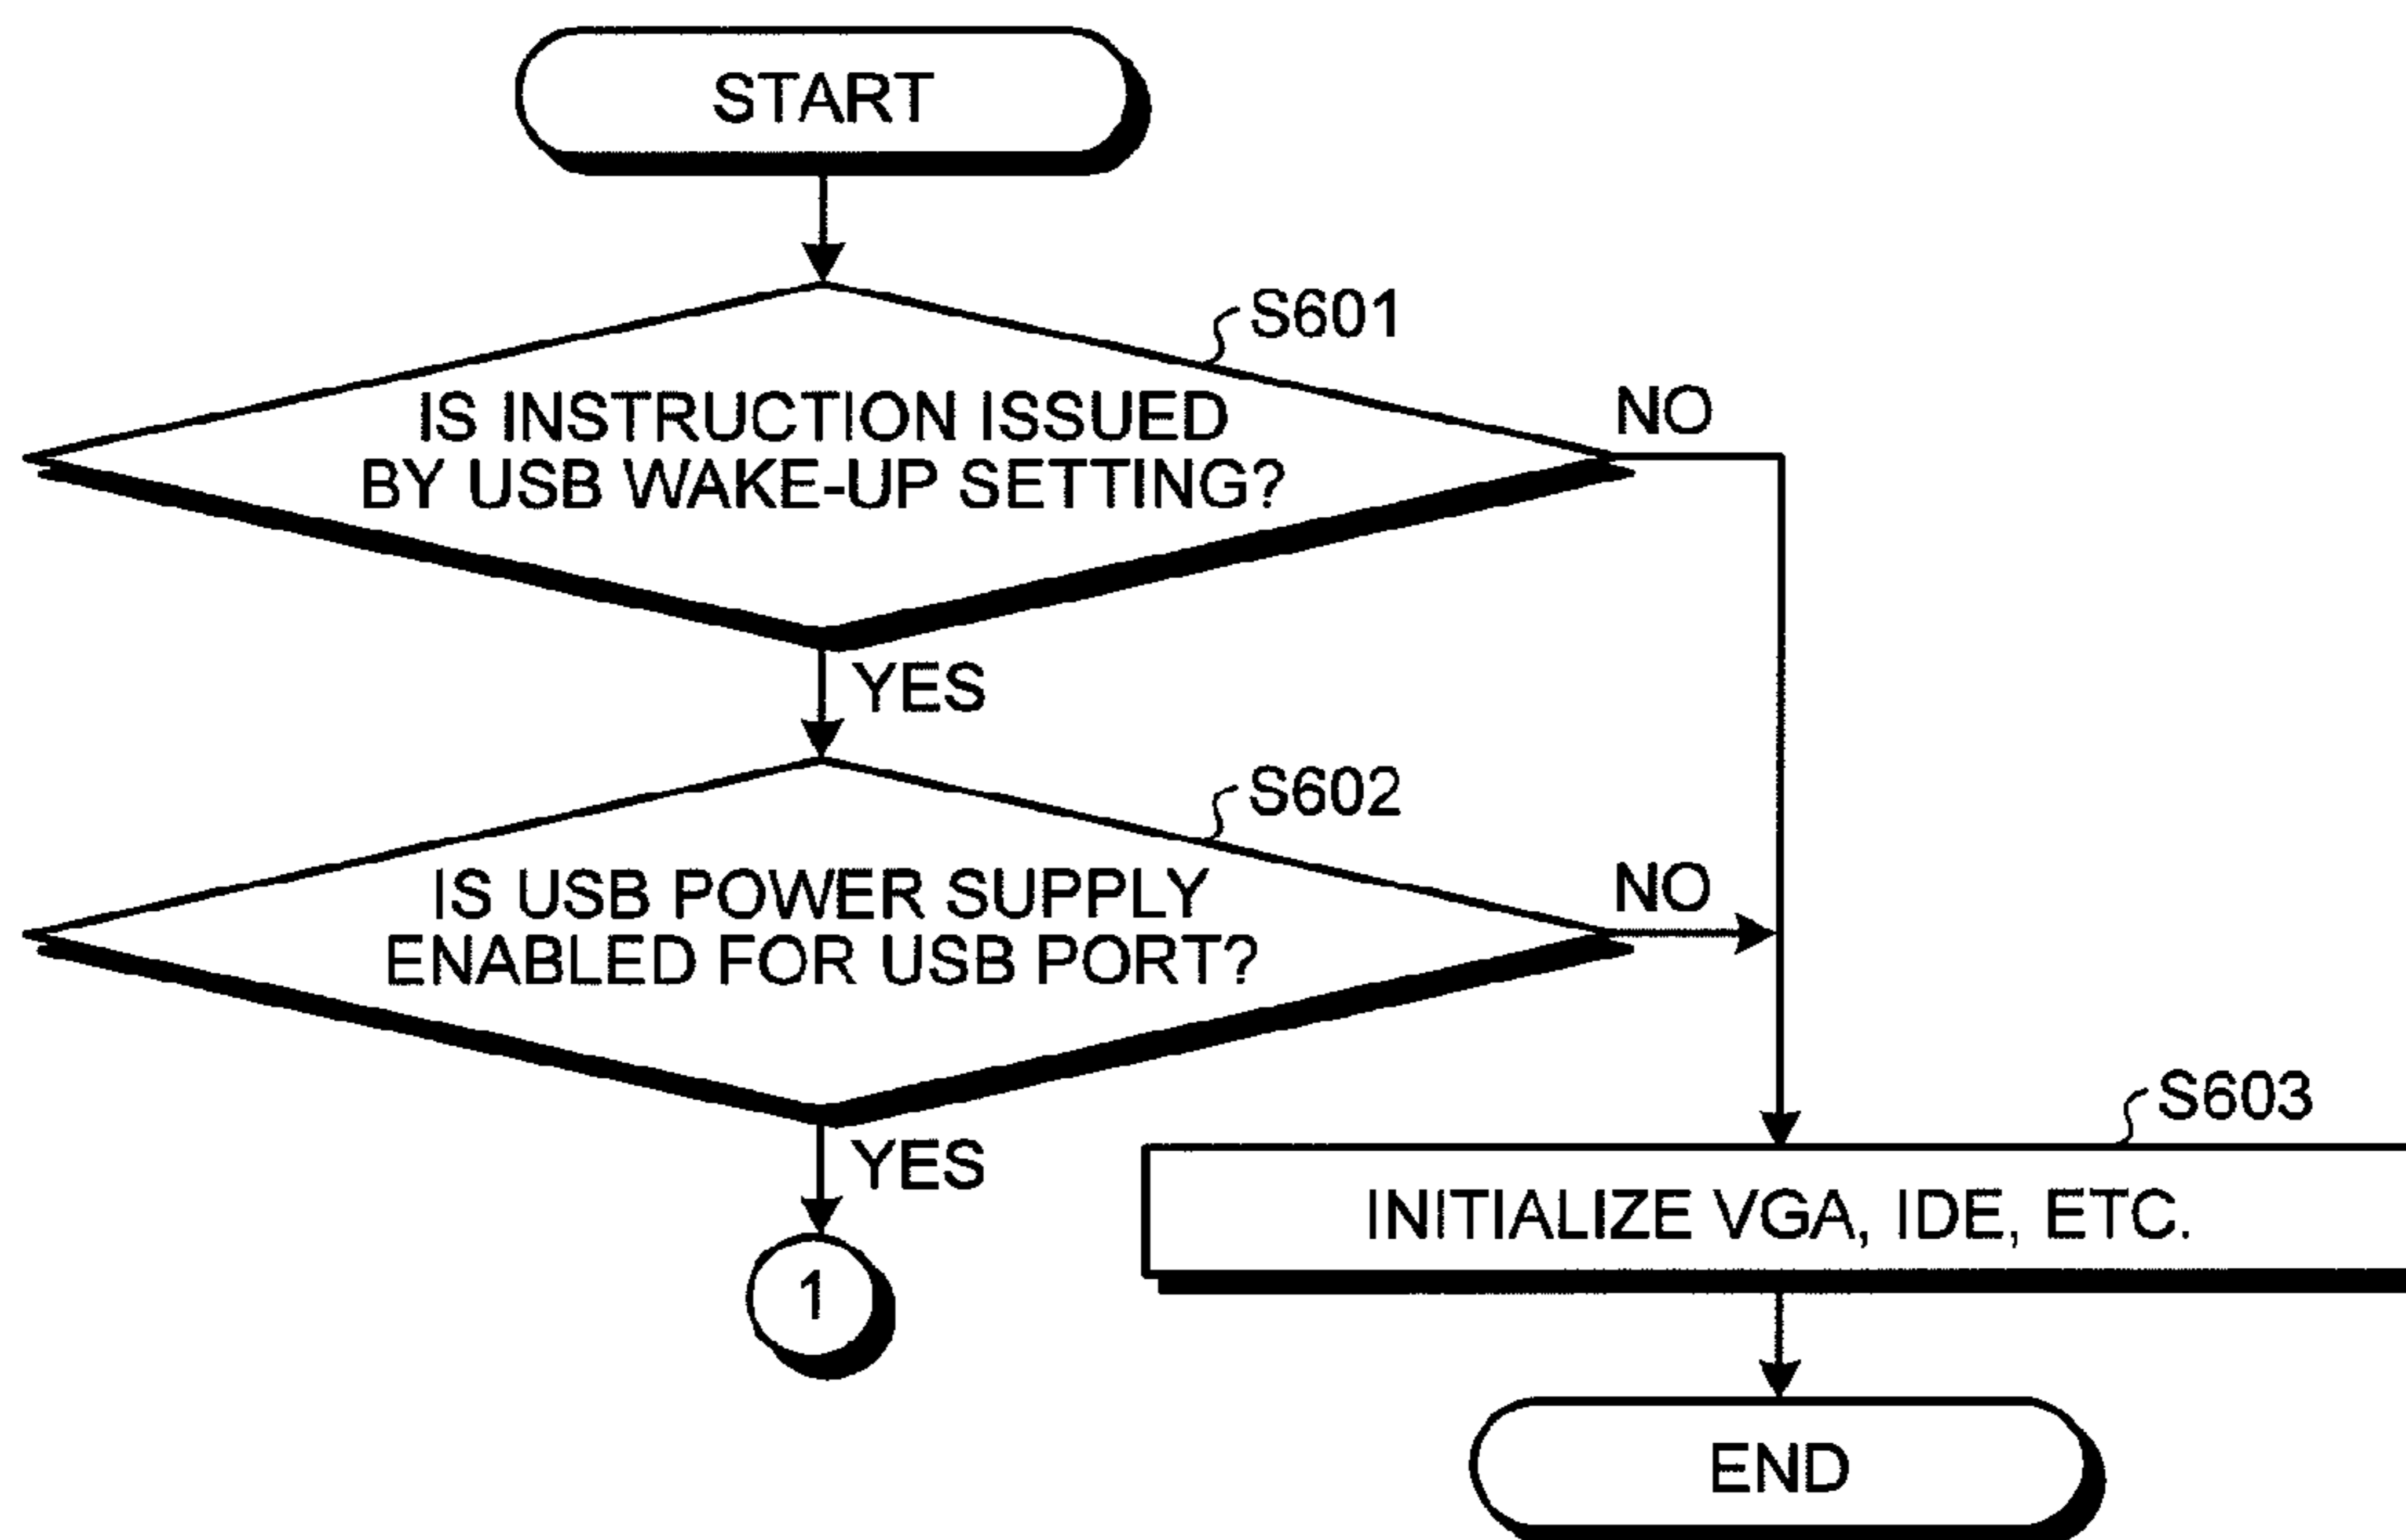 START
S601
IS INSTRUCTION ISSUED
BY USB WAKE-UP SETTING?
NO
YES
S602
IS USB POWER SUPPLY
ENABLED FOR USB PORT?
NO
YES
1
S603
INITIALIZE VGA, IDE, ETC.
END